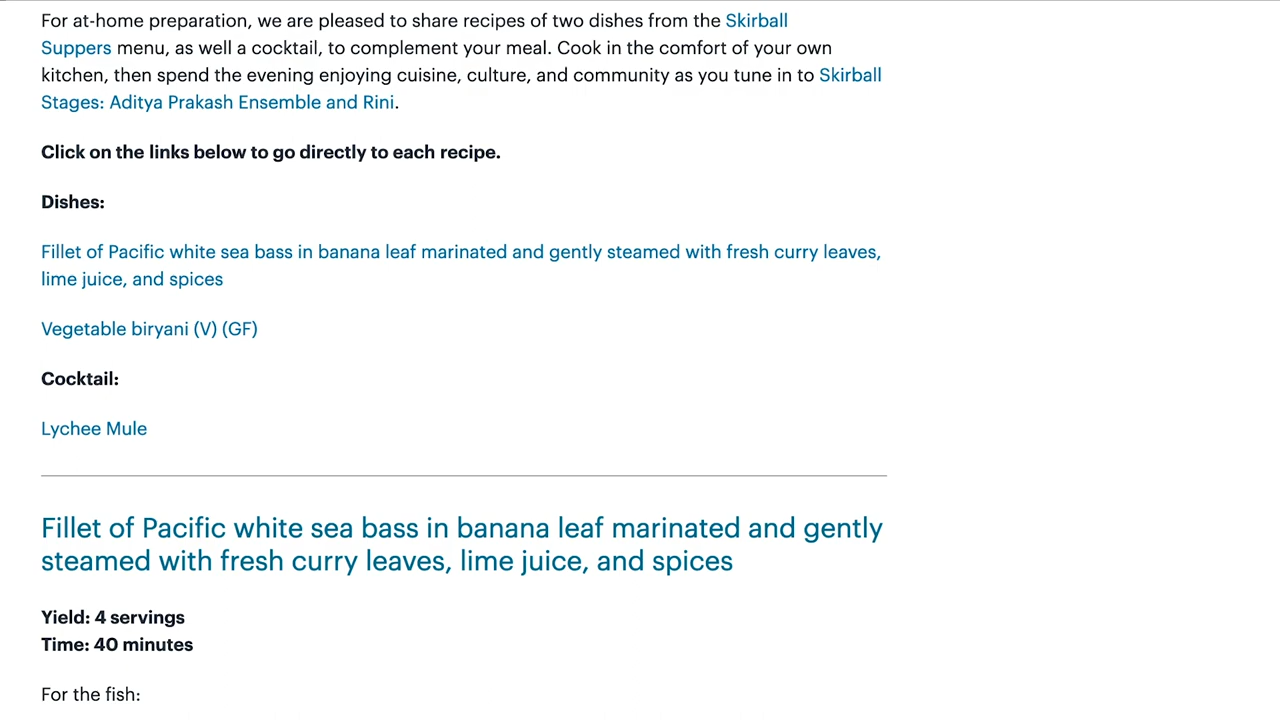 For at-home preparation, we are pleased to share recipes of two dishes from the Skirball
Suppers menu, as well a cocktail, to complement your meal. Cook in the comfort of your own
kitchen, then spend the evening enjoying cuisine, culture, and community as you tune in to Skirball
Stages: Aditya Prakash Ensemble and Rini.
Click on the links below to go directly to each recipe.
Dishes:
Fillet of Pacific white sea bass in banana leaf marinated and gently steamed with fresh curry leaves,
lime juice, and spices
Vegetable biryani (V) (GF)
Cocktail:
Lychee Mule
Fillet of Pacific white sea bass in banana leaf marinated and gently
steamed with fresh curry leaves, lime juice, and spices
Yield: 4 servings
Time: 40 minutes
For the fish: